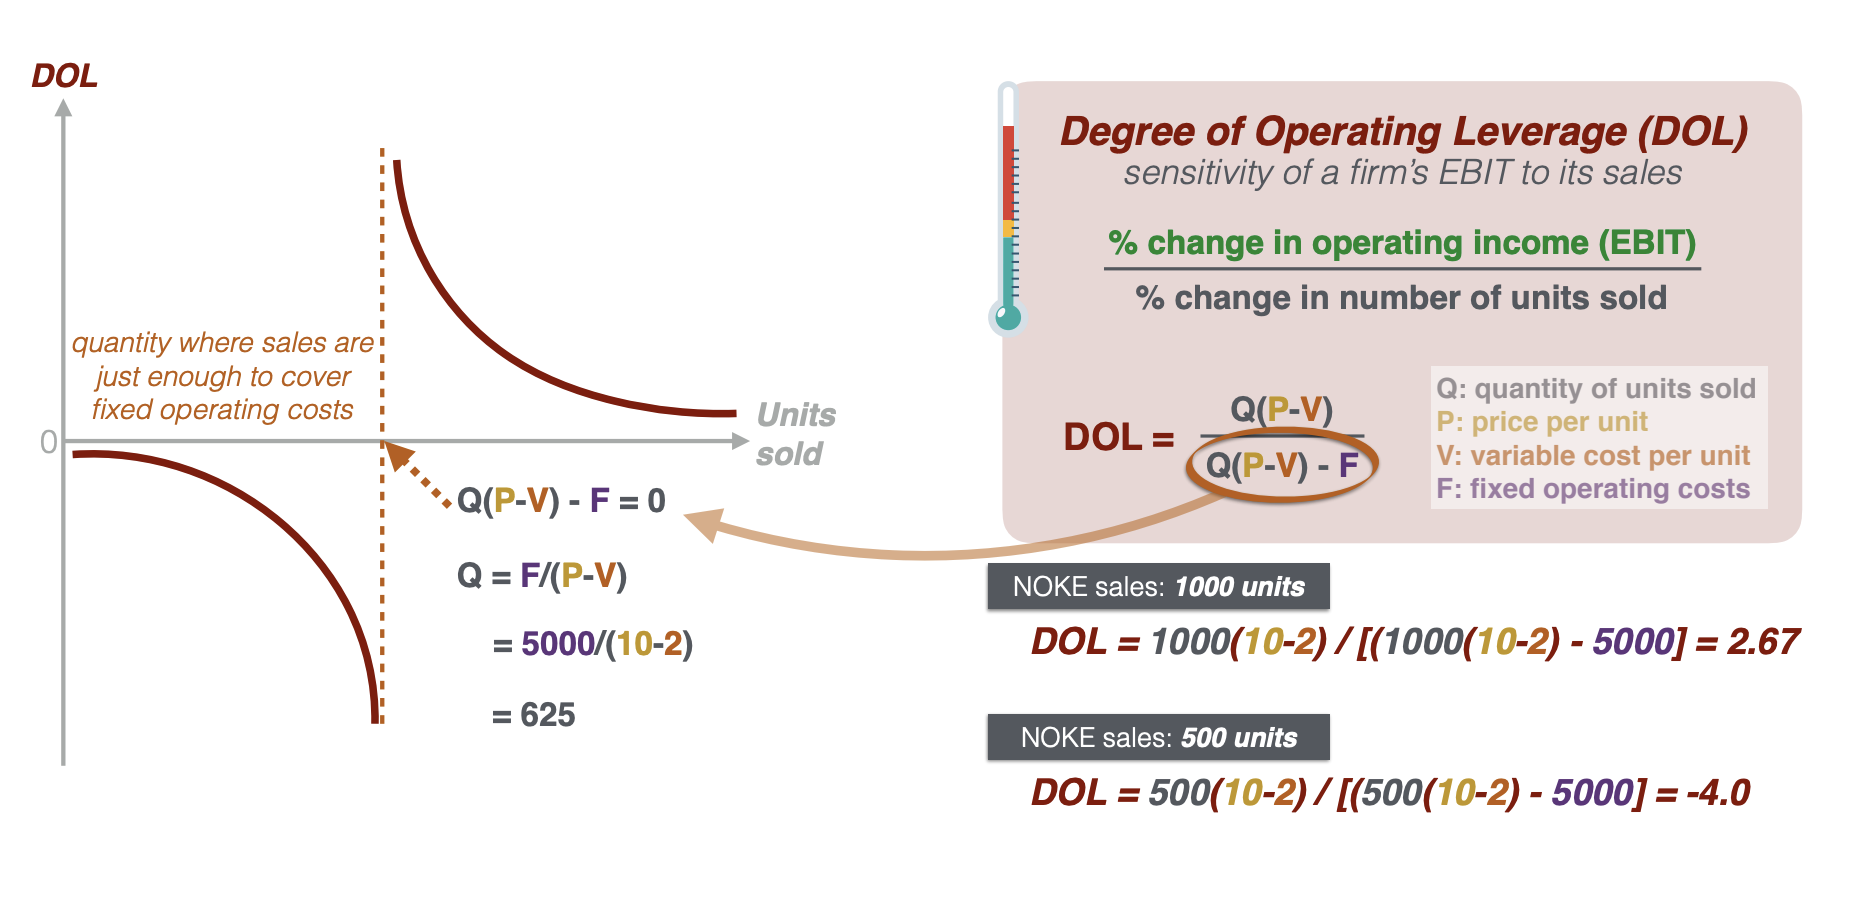 DOL
quantity where sales are
just enough to cover
fixed operating costs
0
Units
sold
Q(P-V) - F = 0
Q = F/(P-V)
= 5000/(10-2)
= 625
Degree of Operating Leverage (DOL)
sensitivity of a firm's EBIT to its sales
% change in operating income (EBIT)
% change in number of units sold
DOL =
Q(P-V)
Q(P-V) - F
Q: quantity of units sold
P: price per unit
V: variable cost per unit
F: fixed operating costs
NOKE sales: 1000 units
DOL = 1000(10-2) / [(1000(10-2) - 5000] = 2.67
NOKE sales: 500 units
DOL = 500(10-2) / [(500(10-2) - 5000] = -4.0